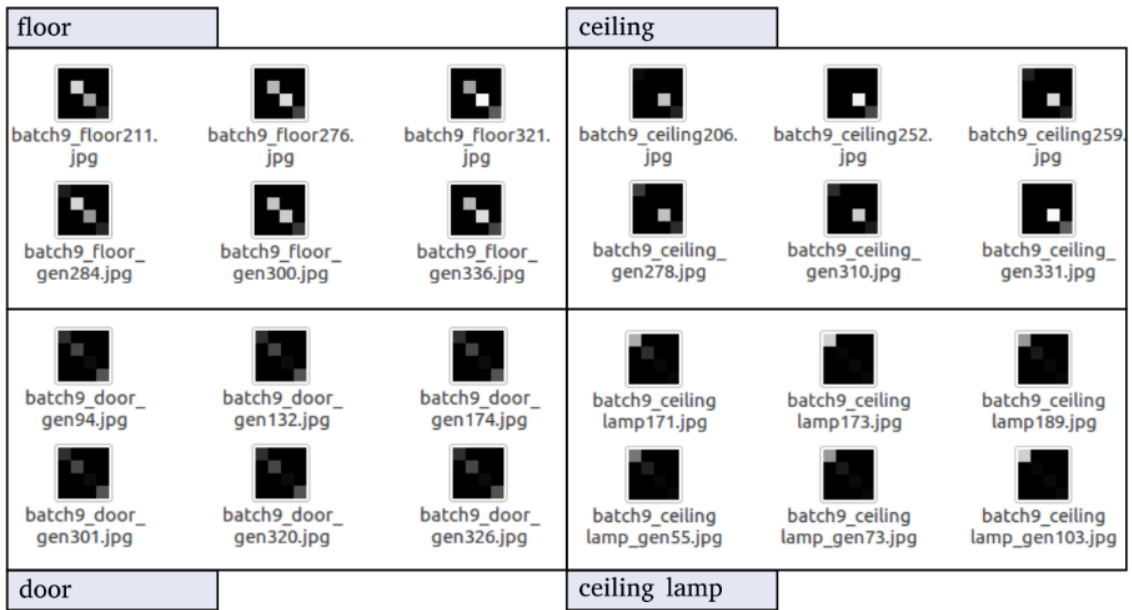 floor
ceiling
batch9_floor211.
jpg
batch9_floor276.
jpg
batch9_floor321.
jpg
batch9_ceiling206.
jpg
batch9_ceiling252.
jpg
batch9_ceiling259.
jpg
batch9_floor_
gen284.jpg
batch9_floor_
gen300.jpg
batch9_floor_
gen336.jpg
batch9_ceiling_
gen278.jpg
batch9_ceiling_
gen310.jpg
batch9_ceiling_
gen331.jpg
batch9_door_
gen94.jpg
batch9_door_
gen132.jpg
batch9_door_
gen174.jpg
batch9_ceiling
lamp171.jpg
batch9_ceiling
lamp173.jpg
batch9_ceiling
lamp189.jpg
batch9_door_
gen301.jpg
batch9_door_
gen320.jpg
batch9_door_
gen326.jpg
batch9_ceiling
lamp_gen55.jpg
batch9_ceiling
lamp_gen73.jpg
batch9_ceiling
lamp_gen103.jpg
door
ceiling lamp